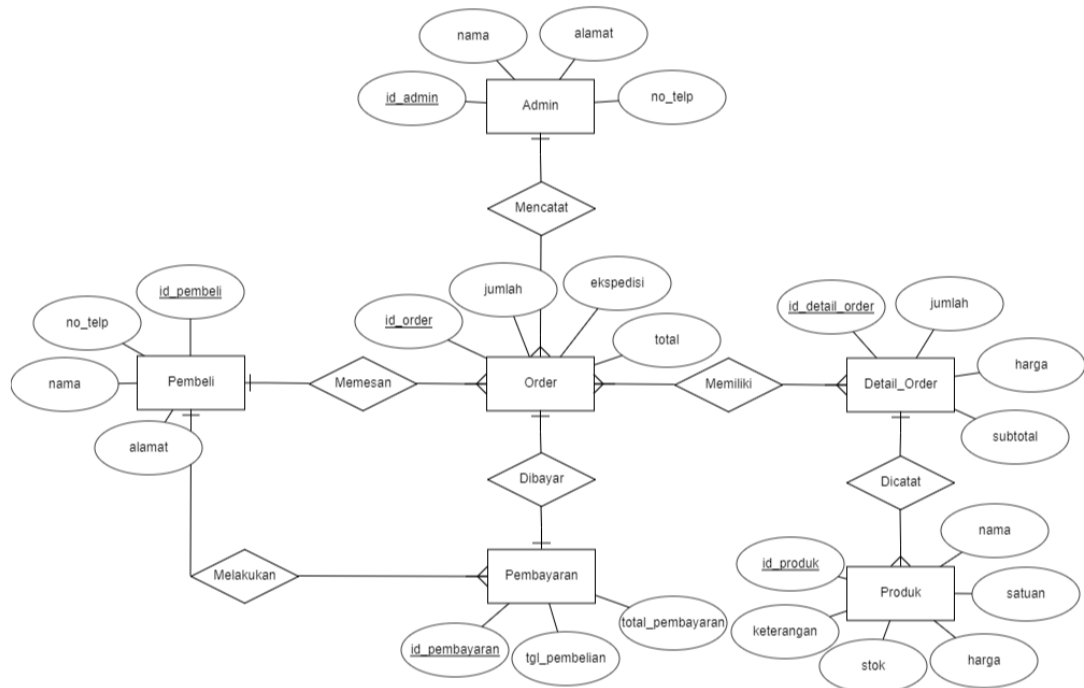 nama
alamat
id_admin
Admin
no_telp
Mencatat
id_pembeli
no_telp
nama
Pembeli
alamat
Memesan
id_order
jumlah
ekspedisi
total
Order
Memiliki
id_detail_order
jumlah
harga
Detail_Order
subtotal
Dibayar
Dicatat
Melakukan
Pembayaran
id_pembayaran
tgl_pembelian
total_pembayaran
nama
id_produk
Produk
satuan
keterangan
stok
harga